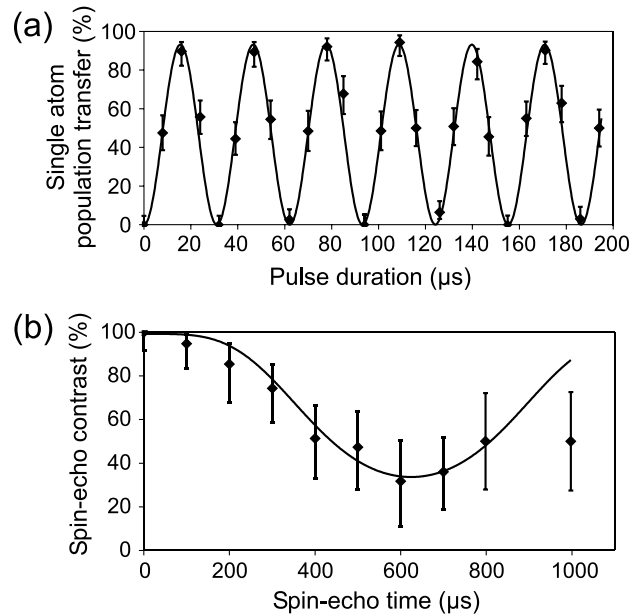 (a)
Single atom
population transfer (%)
100
80
60
40
20
0
0 20 40 60 80 100 120 140 160 180 200
Pulse duration (µs)
(b)
Spin-echo contrast (%)
100
80
60
40
20
0
0 200 400 600 800 1000
Spin-echo time (µs)